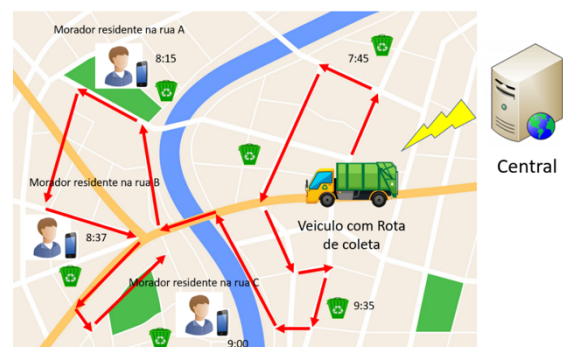 Morador residente na rua A
8:15
7:45
Central
Morador residente na rua B
Veiculo com Rota
de coleta
8:37
Morador residente na rua C
9:35
9:00